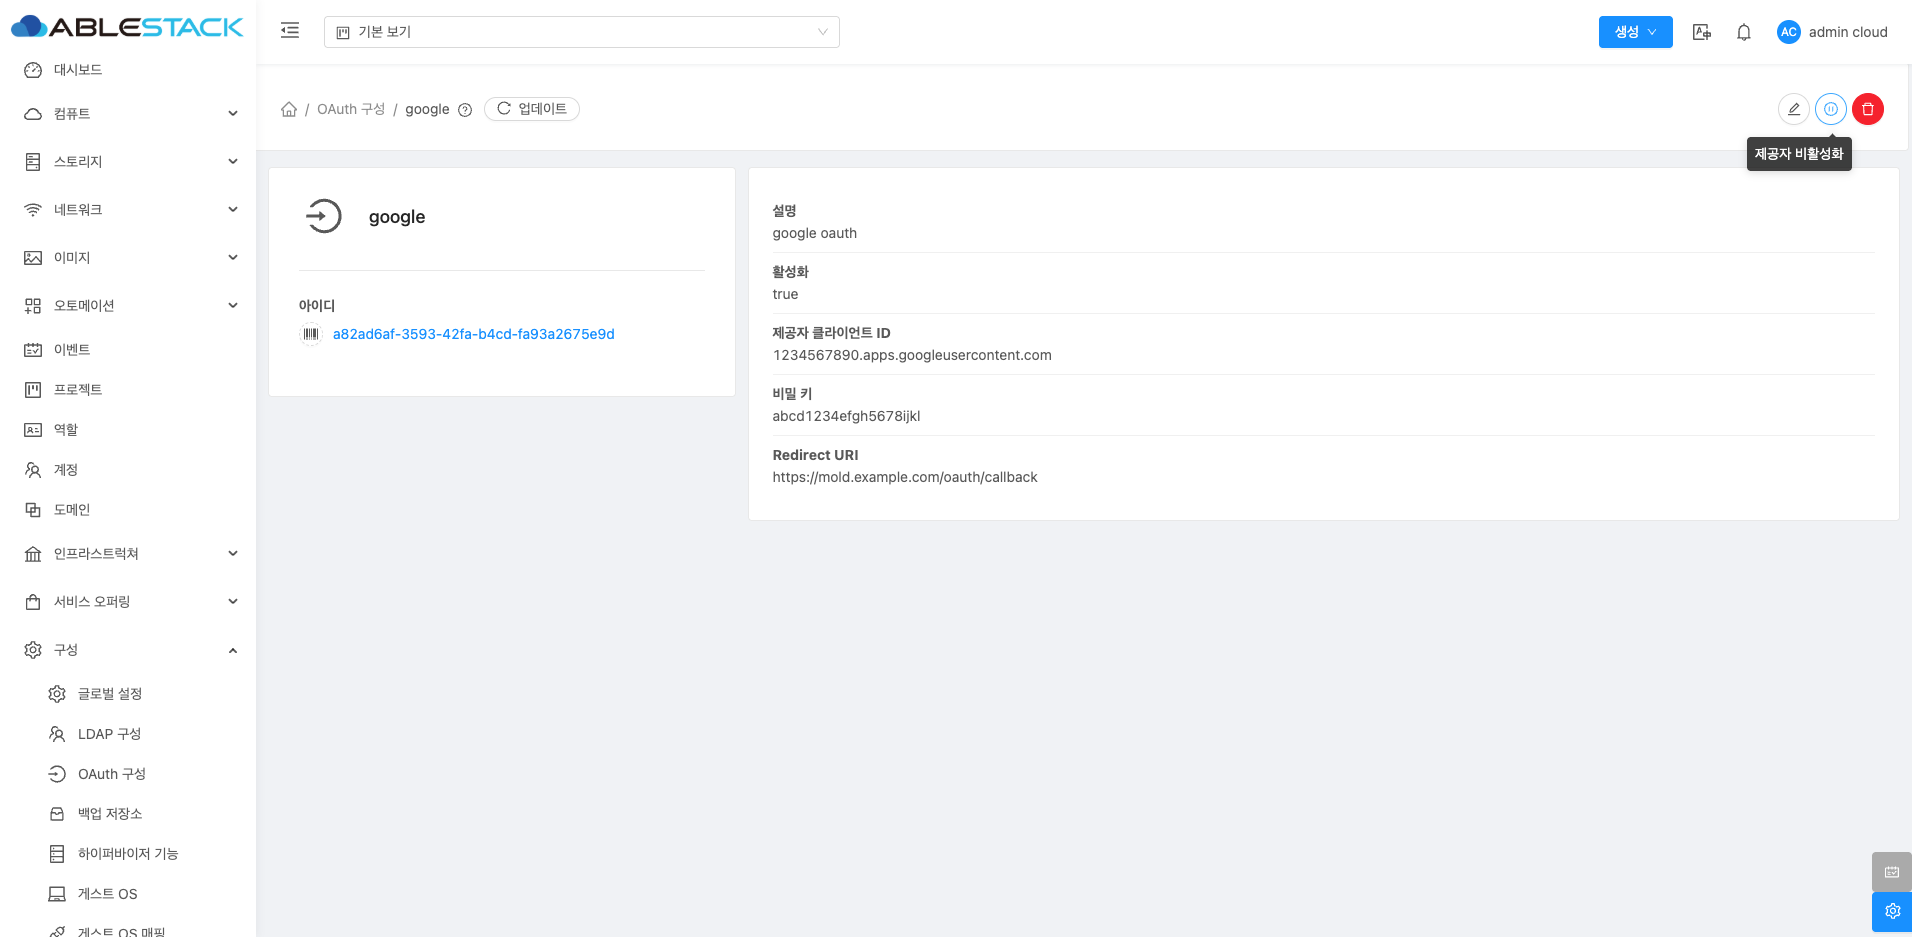 ABLESTACK
기본 보기
생성
AC
admin cloud
대시보드
컴퓨트
스토리지
네트워크
이미지
오토메이션
이벤트
프로젝트
역할
계정
도메인
인프라스트럭쳐
서비스 오퍼링
구성
글로벌 설정
LDAP 구성
OAuth 구성
백업 저장소
하이퍼바이저 기능
게스트 OS
게스트 OS 매핑
/ OAuth 구성 / google
업데이트
제공자 비활성화
google
아이디
a82ad6af-3593-42fa-b4cd-fa93a2675e9d
설명
google oauth
활성화
true
제공자 클라이언트 ID
1234567890.apps.googleusercontent.com
비밀 키
abcd1234efgh5678ijkl
Redirect URI
https://mold.example.com/oauth/callback